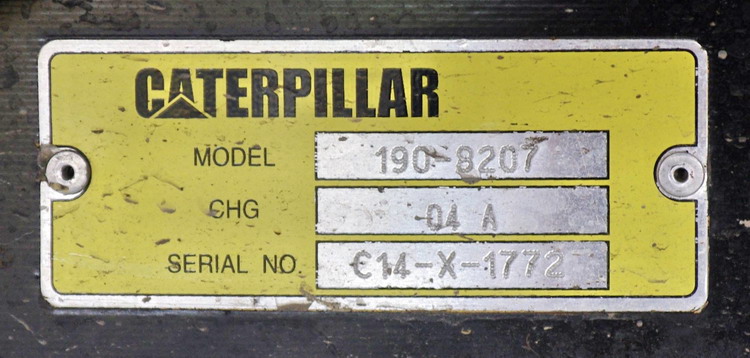 CATERPILLAR
MODEL 190-8207
CHG 04 A
SERIAL NO C14-X-1772